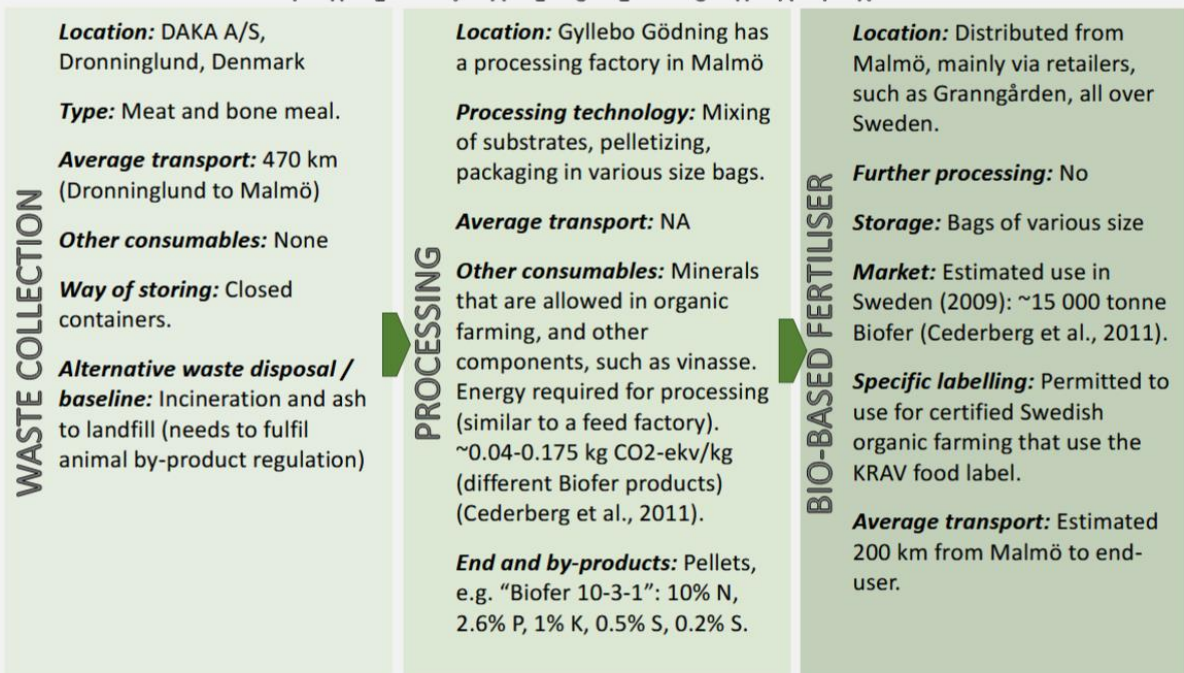 WASTE COLLECTION
Location: DAKA A/S,
Dronninglund, Denmark
Type: Meat and bone meal.
Average transport: 470 km
(Dronninglund to Malmö)
Other consumables: None
Way of storing: Closed
containers.
Alternative waste disposal /
baseline: Incineration and ash
to landfill (needs to fulfil
animal by-product regulation)
PROCESSING
Location: Gyllebo Gödning has
a processing factory in Malmö
Processing technology: Mixing
of substrates, pelletizing,
packaging in various size bags.
Average transport: NA
Other consumables: Minerals
that are allowed in organic
farming, and other
components, such as vinasse.
Energy required for processing
(similar to a feed factory).
~0.04-0.175 kg CO2-ekv/kg
(different Biofer products)
(Cederberg et al., 2011).
End and by-products: Pellets,
e.g. “Biofer 10-3-1”: 10% N,
2.6% P, 1% K, 0.5% S, 0.2% S.
BIO-BASED FERTILISER
Location: Distributed from
Malmö, mainly via retailers,
such as Granngården, all over
Sweden.
Further processing: No
Storage: Bags of various size
Market: Estimated use in
Sweden (2009): ~15 000 tonne
Biofer (Cederberg et al., 2011).
Specific labelling: Permitted to
use for certified Swedish
organic farming that use the
KRAV food label.
Average transport: Estimated
200 km from Malmö to end-
user.